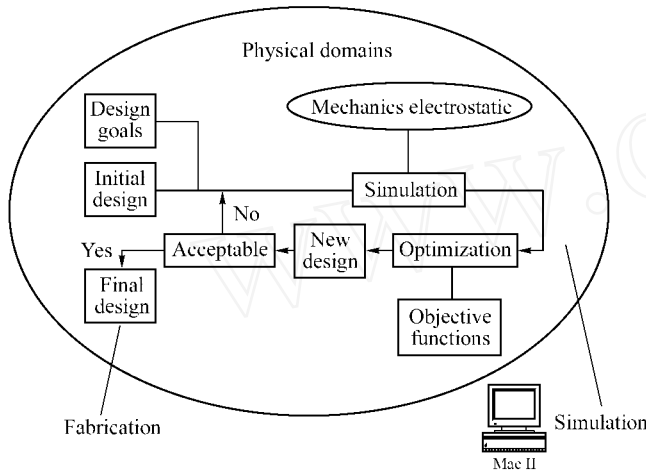 Physical domains
Design
goals
Mechanics electrostatic
Initial
design
Simulation
No
Yes
Acceptable
New
design
Optimization
Final
design
Objective
functions
Fabrication
Simulation
Mac II